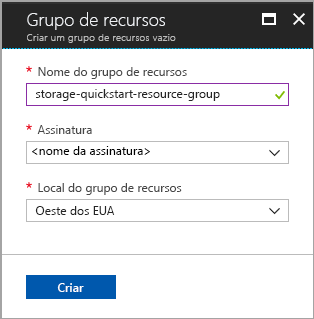 Grupo de recursos
Criar um grupo de recursos vazio
* Nome do grupo de recursos
storage-quickstart-resource-group
* Assinatura
<nome da assinatura>
* Local do grupo de recursos
Oeste dos EUA
Criar